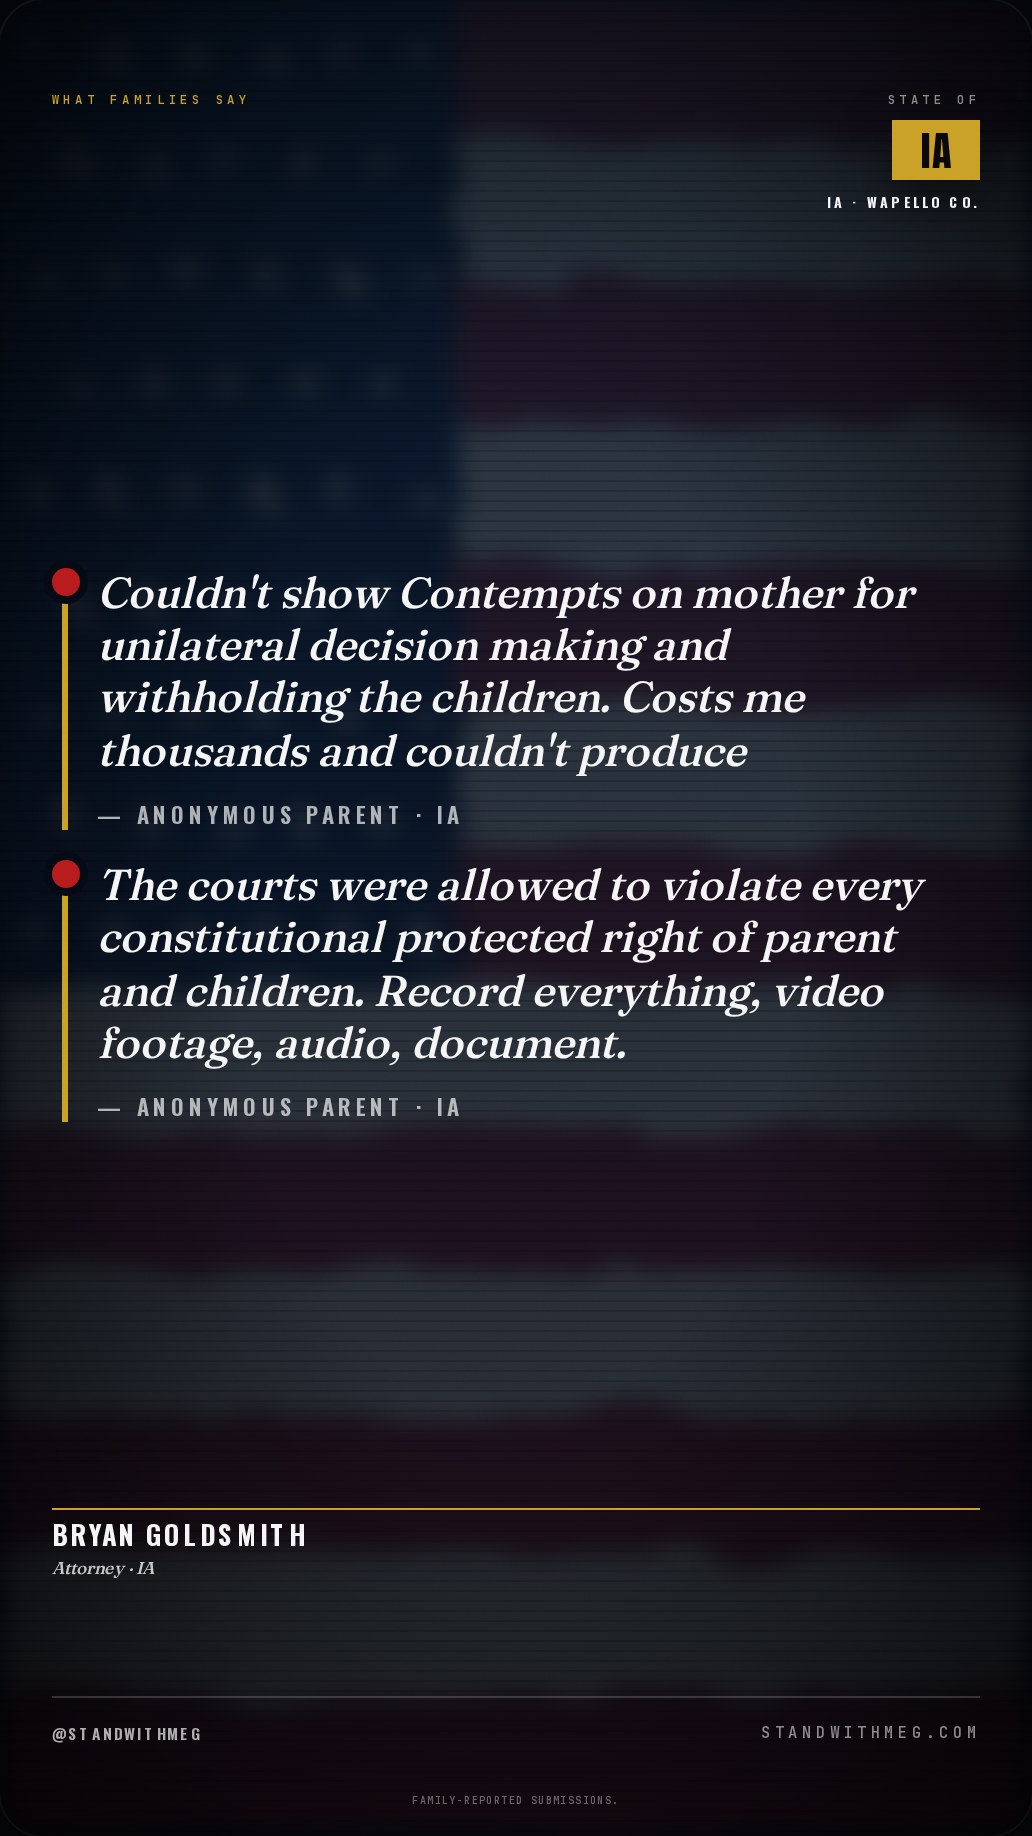 WHAT FAMILIES SAY
STATE OF
IA
IA · WAPELLO CO.
Couldn't show Contempts on mother for
unilateral decision making and
withholding the children. Costs me
thousands and couldn't produce
— ANONYMOUS PARENT · IA
The courts were allowed to violate every
constitutional protected right of parent
and children. Record everything, video
footage, audio, document.
— ANONYMOUS PARENT · IA
BRYAN GOLDSMITH
Attorney · IA
@STANDWITHMEG
STANDWITHMEG.COM
FAMILY-REPORTED SUBMISSIONS.